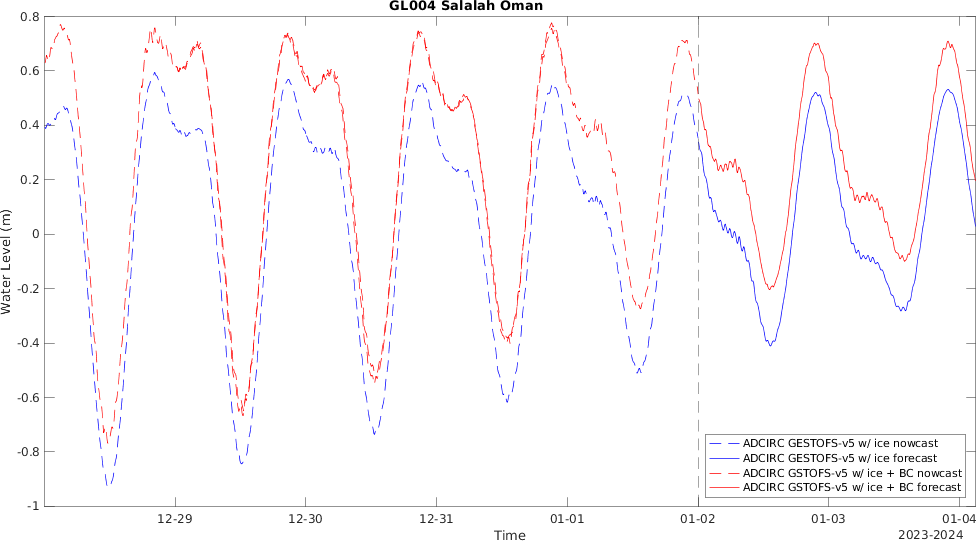 GL004 Salalah Oman
0.8
0.6
0.4
0.2
0
-0.2
-0.4
-0.6
-0.8
-1
Water Level (m)
12-29
12-30
12-31
01-01
01-02
01-03
01-04
Time
2023-2024
ADCIRC GESTOFS-v5 w/ ice nowcast
ADCIRC GESTOFS-v5 w/ ice forecast
ADCIRC GSTOFS-v5 w/ ice + BC nowcast
ADCIRC GSTOFS-v5 w/ ice + BC forecast